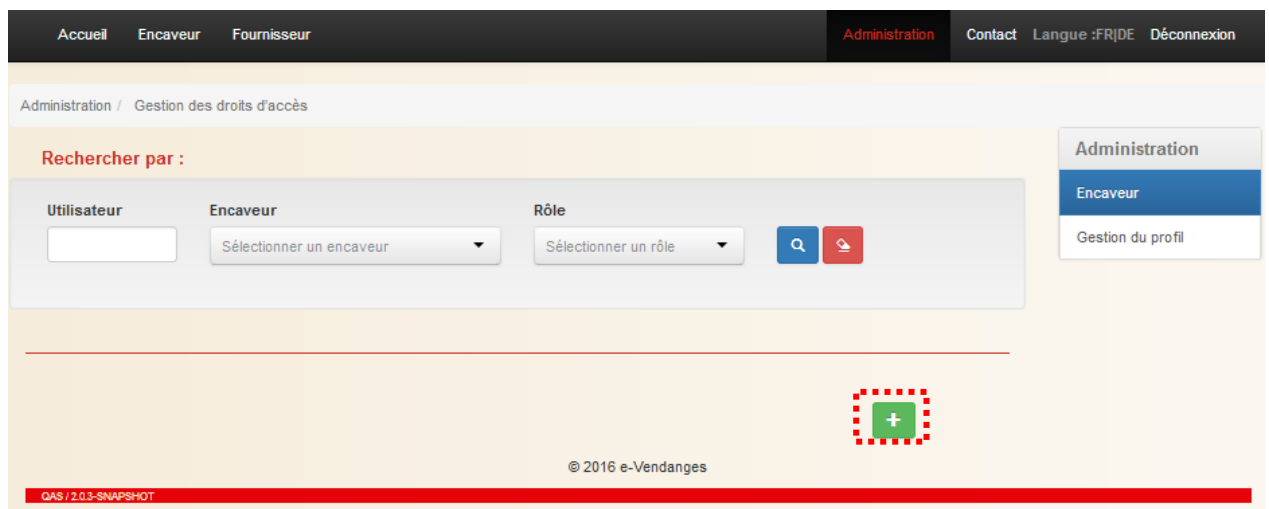 Accueil Encaveur Fournisseur Administration Contact Langue :FR|DE Déconnexion
Administration / Gestion des droits d'accès
Rechercher par :
Utilisateur Encaveur Rôle
Sélectionner un encaveur Sélectionner un rôle
Administration
Encaveur
Gestion du profil
© 2016 e-Vendanges
QAS / 2.0.3-SNAPSHOT